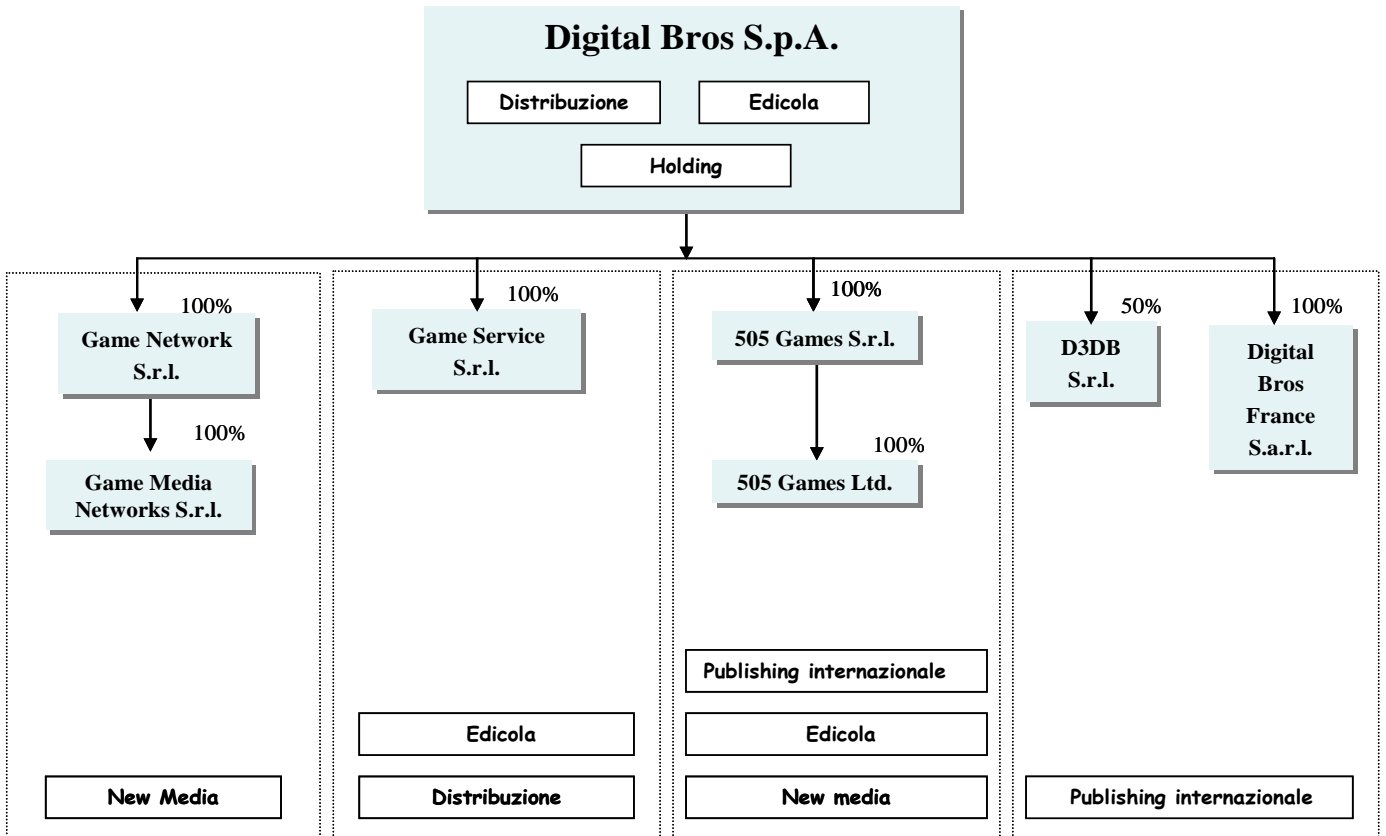 Digital Bros S.p.A.
Distribuzione
Edicola
Holding
100%
Game Network
S.r.l.
100%
Game Media
Networks S.r.l.
New Media
100%
Game Service
S.r.l.
Edicola
Distribuzione
100%
505 Games S.r.l.
100%
505 Games Ltd.
Publishing internazionale
Edicola
New media
50%
D3DB
S.r.l.
100%
Digital
Bros
France
S.a.r.l.
Publishing internazionale